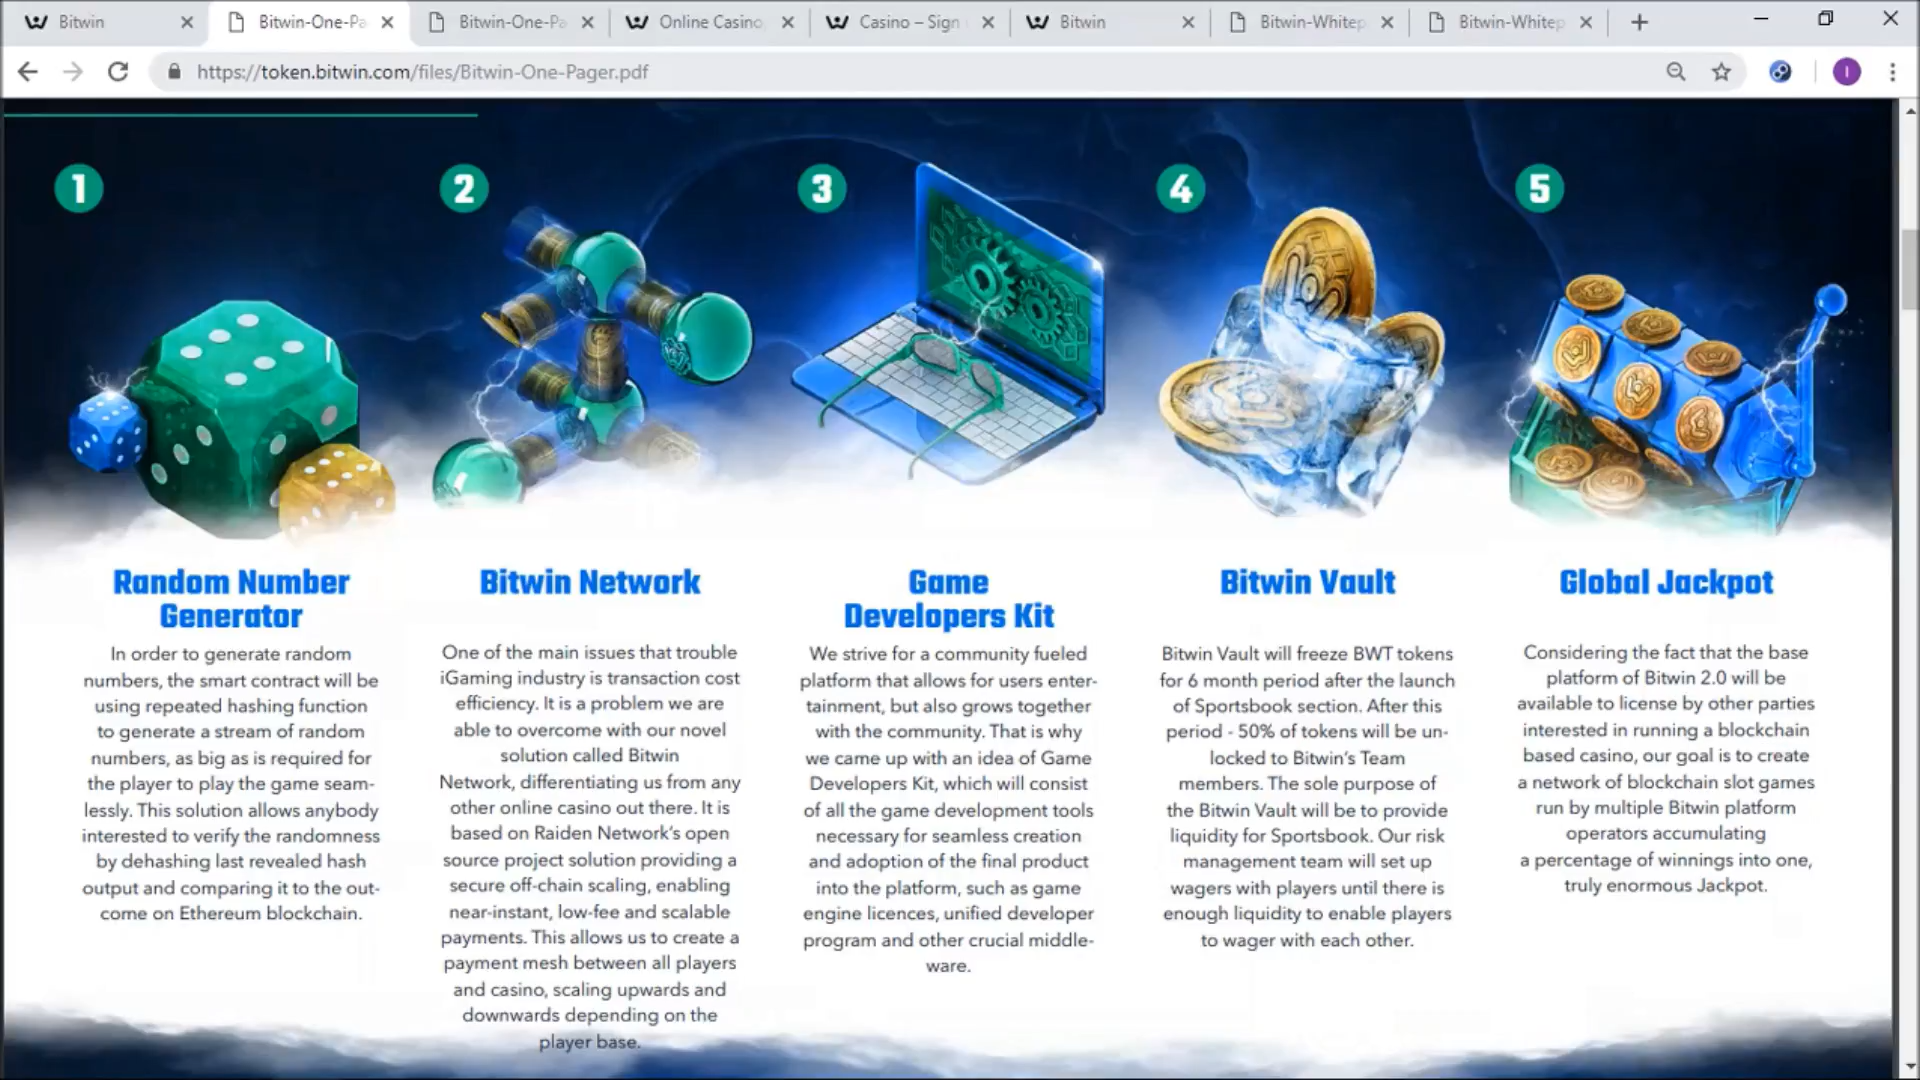 Bitwin
Bitwin-One-Pa
Bitwin-One-Pa
Online Casino
Casino – Sign
Bitwin
Bitwin-Whitep
Bitwin-Whitep
https://token.bitwin.com/files/Bitwin-One-Pager.pdf
I
1
2
3
4
5
Random Number
Generator
In order to generate random
numbers, the smart contract will be
using repeated hashing function
to generate a stream of random
numbers, as big as is required for
the player to play the game seam-
lessly. This solution allows anybody
interested to verify the randomness
by dehashing last revealed hash
output and comparing it to the out-
come on Ethereum blockchain.
Bitwin Network
One of the main issues that trouble
iGaming industry is transaction cost
efficiency. It is a problem we are
able to overcome with our novel
solution called Bitwin
Network, differentiating us from any
other online casino out there. It is
based on Raiden Network's open
source project solution providing a
secure off-chain scaling, enabling
near-instant, low-fee and scalable
payments. This allows us to create a
payment mesh between all players
and casino, scaling upwards and
downwards depending on the
player base.
Game
Developers Kit
We strive for a community fueled
platform that allows for users enter-
tainment, but also grows together
with the community. That is why
we came up with an idea of Game
Developers Kit, which will consist
of all the game development tools
necessary for seamless creation
and adoption of the final product
into the platform, such as game
engine licences, unified developer
program and other crucial middle-
ware.
Bitwin Vault
Bitwin Vault will freeze BWT tokens
for 6 month period after the launch
of Sportsbook section. After this
period - 50% of tokens will be un-
locked to Bitwin's Team
members. The sole purpose of
the Bitwin Vault will be to provide
liquidity for Sportsbook. Our risk
management team will set up
wagers with players until there is
enough liquidity to enable players
to wager with each other.
Global Jackpot
Considering the fact that the base
platform of Bitwin 2.0 will be
available to license by other parties
interested in running a blockchain
based casino, our goal is to create
a network of blockchain slot games
run by multiple Bitwin platform
operators accumulating
a percentage of winnings into one,
truly enormous Jackpot.